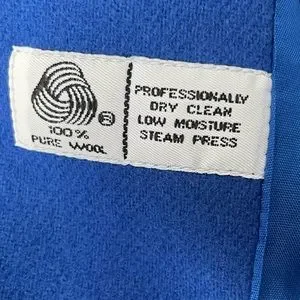 ®
100%
PURE WOOL
PROFESSIONALLY
DRY CLEAN
LOW MOISTURE
STEAM PRESS